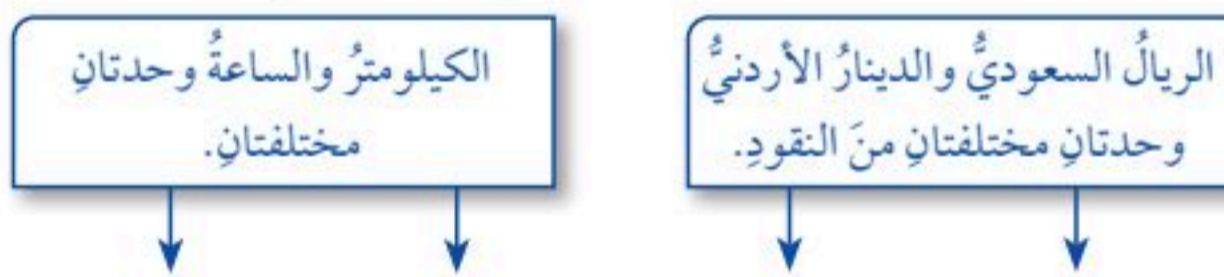 الريالُ السعوديُّ والدينارُ الأردنيُّ
وحدتانِ مختلفتانِ منَ النقودِ.
الكيلومترُ والساعةُ وحدتانِ
مختلفتانِ.